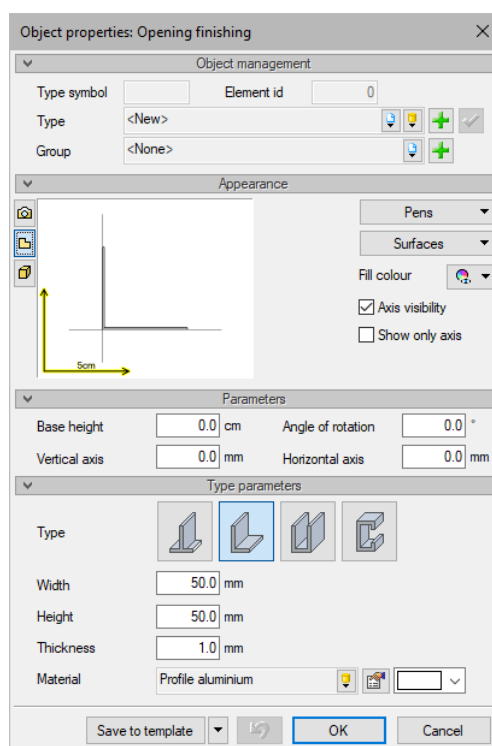 Object properties: Opening finishing
Object management
Type symbol Element id 0
Type <New>
Group <None>
Appearance
Pens
Surfaces
Fill colour
Axis visibility
Show only axis
5cm
Parameters
Base height 0.0 cm Angle of rotation 0.0 °
Vertical axis 0.0 mm Horizontal axis 0.0 mm
Type parameters
Type
Width 50.0 mm
Height 50.0 mm
Thickness 1.0 mm
Material Profile aluminium
Save to template OK Cancel